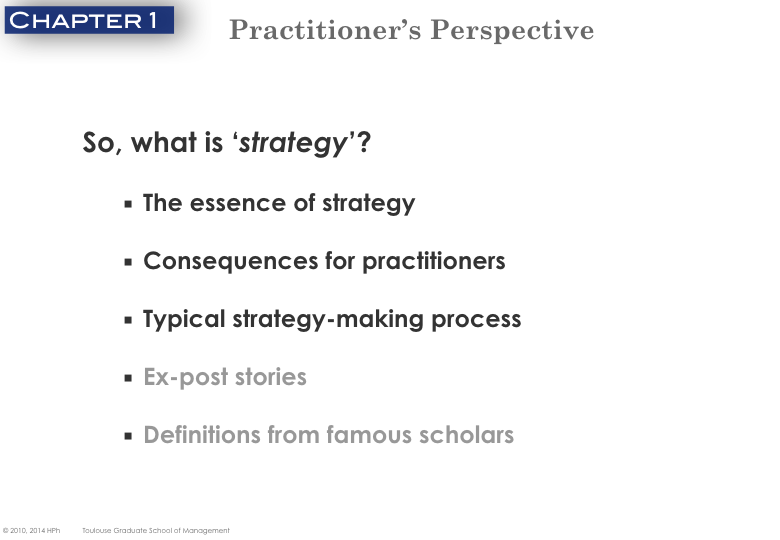 CHAPTER 1
Practitioner’s Perspective
So, what is ‘strategy’?
▪ The essence of strategy
▪ Consequences for practitioners
▪ Typical strategy-making process
▪ Ex-post stories
▪ Definitions from famous scholars
© 2010, 2014 HPh Toulouse Graduate School of Management